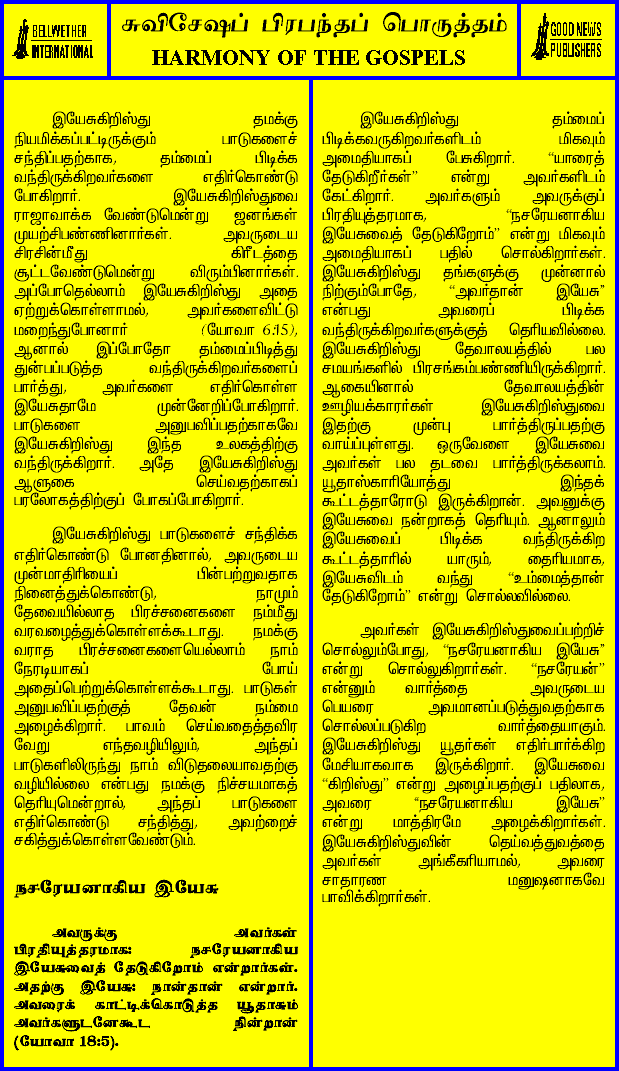 BELLWETHER
INTERNATIONAL
சுவிசேஷப் பிரபந்தப் பொருத்தம்
HARMONY OF THE GOSPELS
GOOD NEWS
PUBLISHERS
இயேசுகிறிஸ்து தமக்கு
நியமிக்கப்பட்டிருக்கும் பாடுகளைச்
சந்திப்பதற்காக, தம்மைப் பிடிக்க
வந்திருக்கிறவர்களை எதிர்கொண்டு
போகிறார். இயேசுகிறிஸ்துவை
ராஜாவாக்க வேண்டுமென்று ஜனங்கள்
முயற்சிபண்ணினார்கள். அவருடைய
சிரசின்மீது கிரீடத்தை
சூட்டவேண்டுமென்று விரும்பினார்கள்.
அப்போதெல்லாம் இயேசுகிறிஸ்து அதை
ஏற்றுக்கொள்ளாமல், அவர்களைவிட்டு
மறைந்துபோனார் (யோவா 6:15),
ஆனால் இப்போதோ தம்மைப்பிடித்து
துன்பப்படுத்த வந்திருக்கிறவர்களைப்
பார்த்து, அவர்களை எதிர்கொள்ள
இயேசுதாமே முன்னேறிப்போகிறார்.
பாடுகளை அனுபவிப்பதற்காகவே
இயேசுகிறிஸ்து இந்த உலகத்திற்கு
வந்திருக்கிறார். அதே இயேசுகிறிஸ்து
ஆளுகை செய்வதற்காகப்
பரலோகத்திற்குப் போகப்போகிறார்.
இயேசுகிறிஸ்து பாடுகளைச் சந்திக்க
எதிர்கொண்டு போனதினால், அவருடைய
முன்மாதிரியைப் பின்பற்றுவதாக
நினைத்துக்கொண்டு, நாமும்
தேவையில்லாத பிரச்சனைகளை நம்மீது
வரவழைத்துக்கொள்ளக்கூடாது. நமக்கு
வராத பிரச்சனைகளையெல்லாம் நாம்
நேரடியாகப் போய்
அதைப்பெற்றுக்கொள்ளக்கூடாது. பாடுகள்
அனுபவிப்பதற்குத் தேவன் நம்மை
அழைக்கிறார். பாவம் செய்வதைத்தவிர
வேறு எந்தவழியிலும், அந்தப்
பாடுகளிலிருந்து நாம் விடுதலையாவதற்கு
வழியில்லை என்பது நமக்கு நிச்சயமாகத்
தெரியுமென்றால், அந்தப் பாடுகளை
எதிர்கொண்டு சந்தித்து, அவற்றைச்
சகித்துக்கொள்ளவேண்டும்.
நசரேயனாகிய இயேசு
அவருக்கு அவர்கள்
பிரதியுத்தரமாக: நசரேயனாகிய
இயேசுவைத் தேடுகிறோம் என்றார்கள்.
அதற்கு இயேசு: நான்தான் என்றார்.
அவரைக் காட்டிக்கொடுத்த யூதாசும்
அவர்களுடனேகூட நின்றான்
(யோவா 18:5).
இயேசுகிறிஸ்து தம்மைப்
பிடிக்கவருகிறவர்களிடம் மிகவும்
அமைதியாகப் பேசுகிறார். “யாரைத்
தேடுகிறீர்கள்” என்று அவர்களிடம்
கேட்கிறார். அவர்களும் அவருக்குப்
பிரதியுத்தரமாக, “நசரேயனாகிய
இயேசுவைத் தேடுகிறோம்” என்று மிகவும்
அமைதியாகப் பதில் சொல்கிறார்கள்.
இயேசுகிறிஸ்து தங்களுக்கு முன்னால்
நிற்கும்போதே, “அவர்தான் இயேசு”
என்பது அவரைப் பிடிக்க
வந்திருக்கிறவர்களுக்குத் தெரியவில்லை.
இயேசுகிறிஸ்து தேவாலயத்தில் பல
சமயங்களில் பிரசங்கம்பண்ணியிருக்கிறார்.
ஆகையினால் தேவாலயத்தின்
ஊழியக்காரர்கள் இயேசுகிறிஸ்துவை
இதற்கு முன்பு பார்த்திருப்பதற்கு
வாய்ப்புள்ளது. ஒருவேளை இயேசுவை
அவர்கள் பல தடவை பார்த்திருக்கலாம்.
யூதாஸ்காரியோத்து இந்தக்
கூட்டத்தாரோடு இருக்கிறான். அவனுக்கு
இயேசுவை நன்றாகத் தெரியும். ஆனாலும்
இயேசுவைப் பிடிக்க வந்திருக்கிற
கூட்டத்தாரில் யாரும், தைரியமாக,
இயேசுவிடம் வந்து “உம்மைத்தான்
தேடுகிறோம்” என்று சொல்லவில்லை.
அவர்கள் இயேசுகிறிஸ்துவைப்பற்றிச்
சொல்லும்போது, “நசரேயனாகிய இயேசு”
என்று சொல்லுகிறார்கள். “நசரேயன்”
என்னும் வார்த்தை அவருடைய
பெயரை அவமானப்படுத்துவதற்காக
சொல்லப்படுகிற வார்த்தையாகும்.
இயேசுகிறிஸ்து யூதர்கள் எதிர்பார்க்கிற
மேசியாகவாக இருக்கிறார். இயேசுவை
“கிறிஸ்து” என்று அழைப்பதற்குப் பதிலாக,
அவரை “நசரேயனாகிய இயேசு”
என்று மாத்திரமே அழைக்கிறார்கள்.
இயேசுகிறிஸ்துவின் தெய்வத்துவத்தை
அவர்கள் அங்கீகரியாமல், அவரை
சாதாரண மனுஷனாகவே
பாவிக்கிறார்கள்.